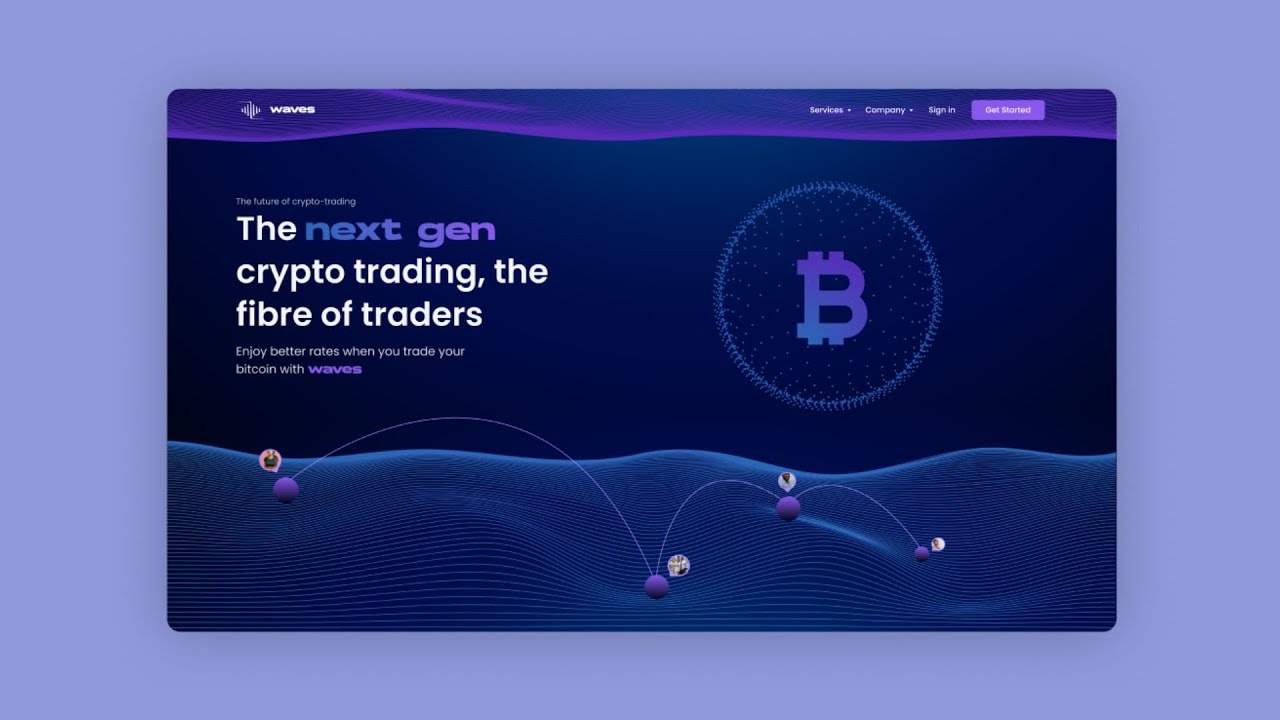 waves
Services
Company
Sign in
Get Started
The future of crypto-trading
The next gen
crypto trading, the
fibre of traders
Enjoy better rates when you trade your
bitcoin with waves